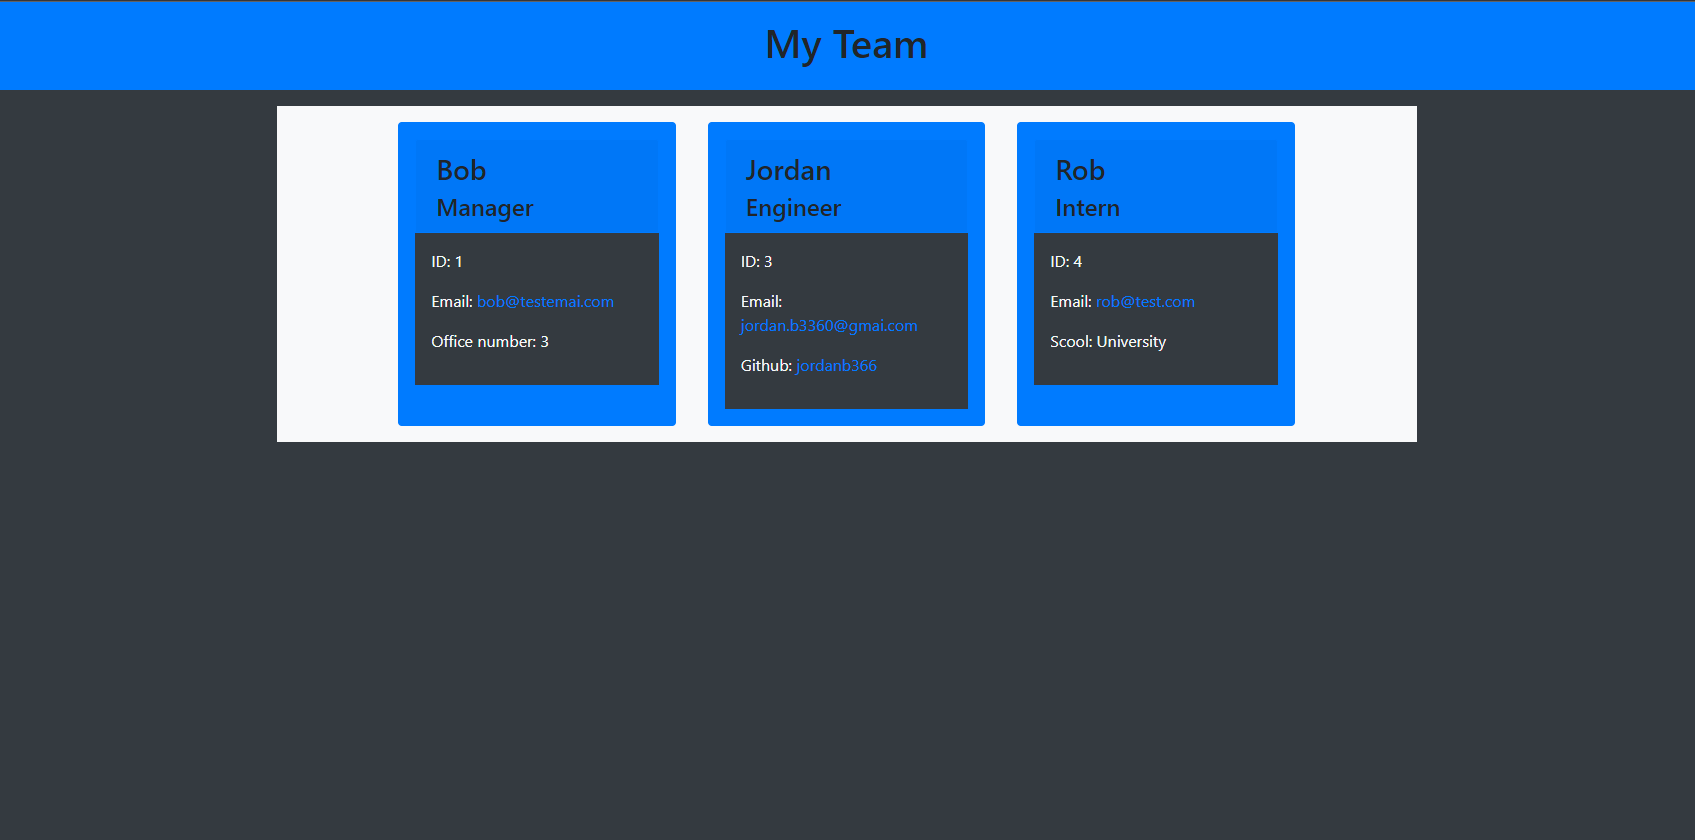 My Team
Bob
Manager
ID: 1
Email: bob@testemai.com
Office number: 3
Jordan
Engineer
ID: 3
Email:
jordan.b3360@gmai.com
Github: jordanb366
Rob
Intern
ID: 4
Email: rob@test.com
Scool: University